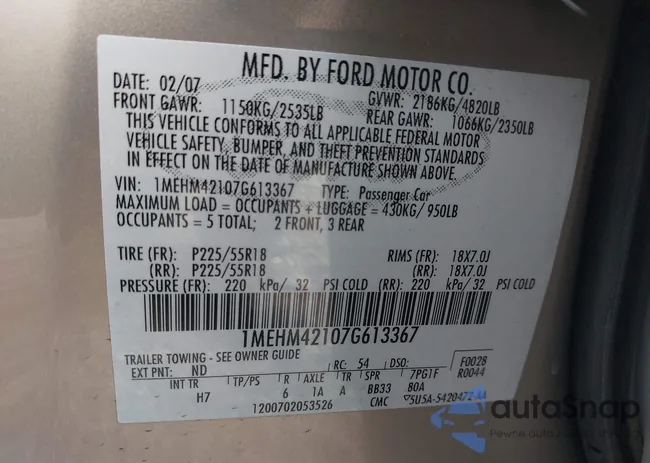 MFD. BY FORD MOTOR CO.
DATE: 02/07 GVWR: 2186KG/4820LB
FRONT GAWR: 1150KG/2535LB REAR GAWR: 1066KG/2350LB
THIS VEHICLE CONFORMS TO ALL APPLICABLE FEDERAL MOTOR
VEHICLE SAFETY, BUMPER, AND THEFT PREVENTION STANDARDS
IN EFFECT ON THE DATE OF MANUFACTURE SHOWN ABOVE.
VIN: 1MEHM42107G613367 TYPE: Passenger Car
MAXIMUM LOAD = OCCUPANTS + LUGGAGE = 430KG/ 950LB
OCCUPANTS = 5 TOTAL; 2 FRONT, 3 REAR
TIRE (FR): P225/55R18 RIMS (FR): 18X7.0J
(RR): P225/55R18 (RR): 18X7.0J
PRESSURE (FR): 220 kPa/ 32 PSI COLD (RR): 220 kPa/ 32 PSI COLD
1MEHM42107G613367
TRAILER TOWING - SEE OWNER GUIDE
EXT PNT: ND RC: 54 DSO: F0028
INT TR TP/PS R AXLE TR SPR 7PG1F R0044
H7 6 1A A BB33 80A
1200702053526 CMC 5U5A-5420472-AA
autoSnap